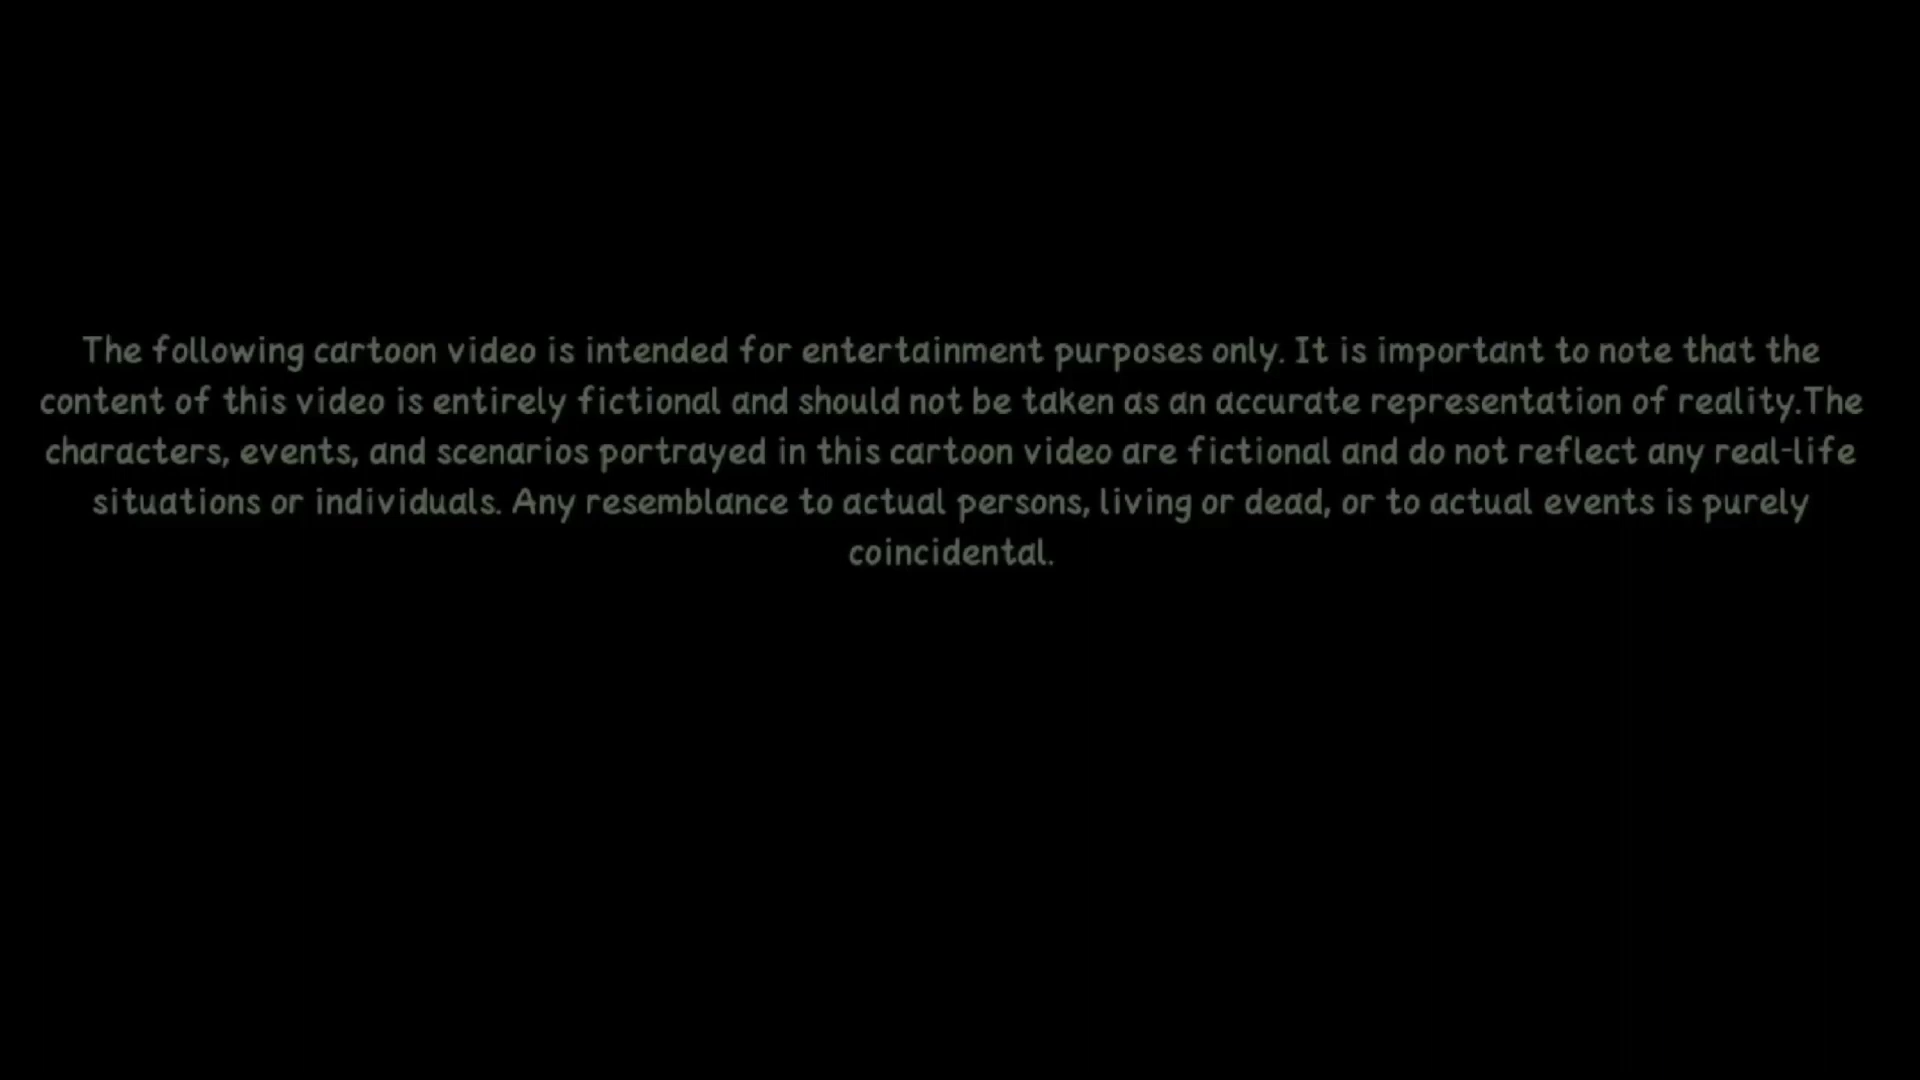 The following cartoon video is intended for entertainment purposes only. It is important to note that the
content of this video is entirely fictional and should not be taken as an accurate representation of reality.The
characters, events, and scenarios portrayed in this cartoon video are fictional and do not reflect any real-life
situations or individuals. Any resemblance to actual persons, living or dead, or to actual events is purely
coincidental.